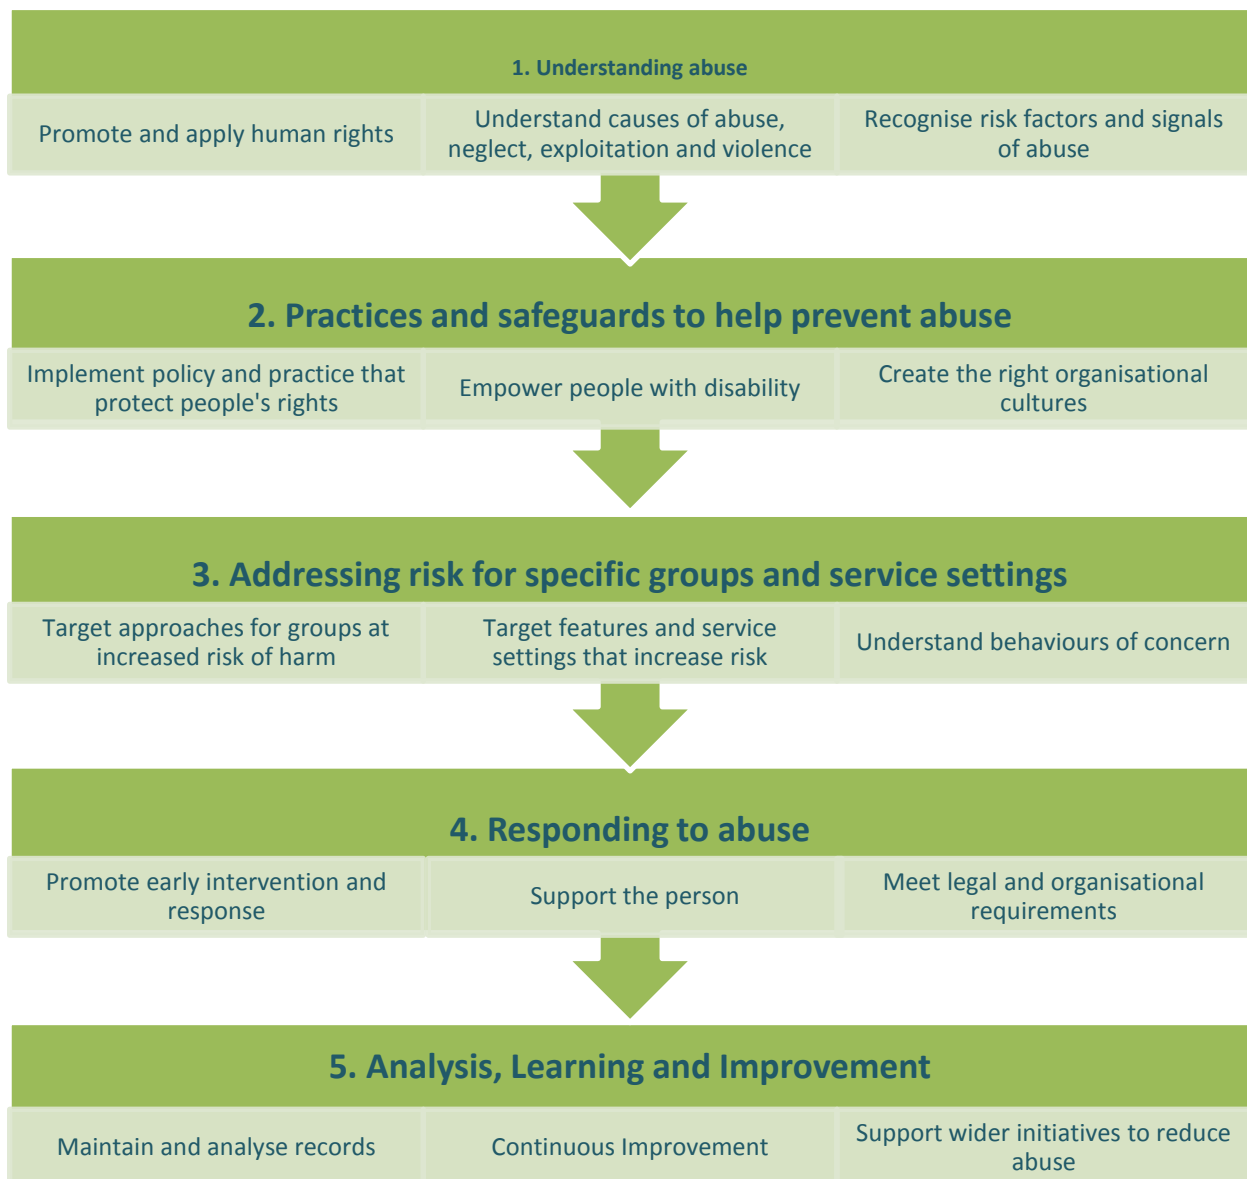 1. Understanding abuse
Promote and apply human rights
Understand causes of abuse,
neglect, exploitation and violence
Recognise risk factors and signals
of abuse
2. Practices and safeguards to help prevent abuse
Implement policy and practice that
protect people's rights
Empower people with disability
Create the right organisational
cultures
3. Addressing risk for specific groups and service settings
Target approaches for groups at
increased risk of harm
Target features and service
settings that increase risk
Understand behaviours of concern
4. Responding to abuse
Promote early intervention and
response
Support the person
Meet legal and organisational
requirements
5. Analysis, Learning and Improvement
Maintain and analyse records
Continuous Improvement
Support wider initiatives to reduce
abuse